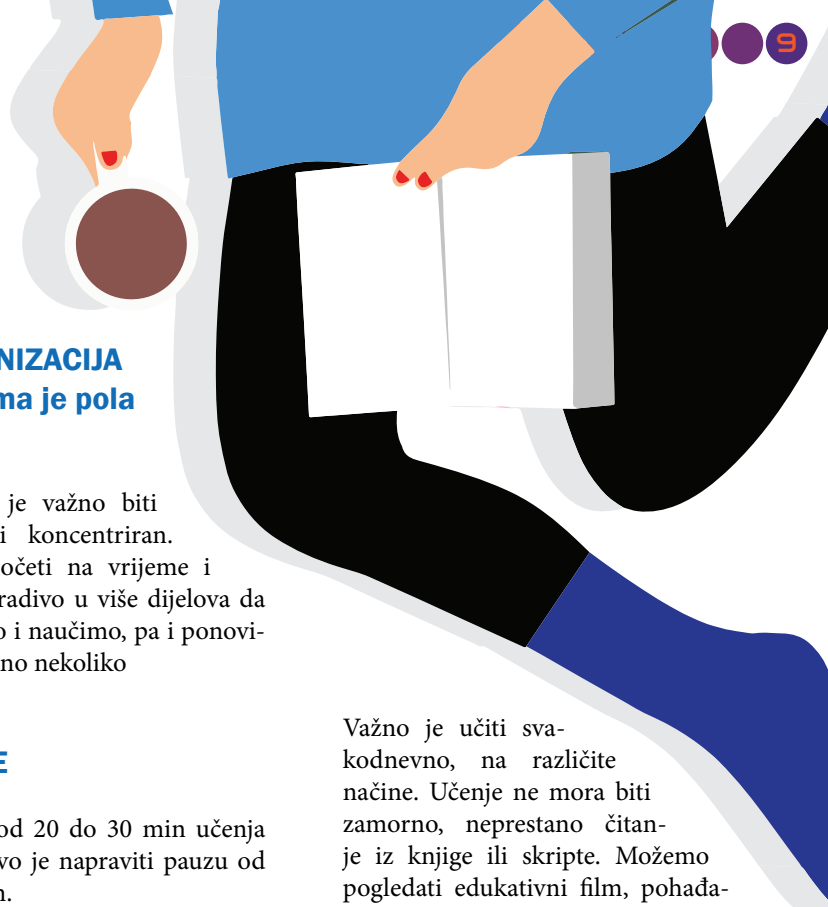 9
NIZACIJA
ma je pola
je važno biti
i koncentriran.
očeti na vrijeme i
radivo u više dijelova da
o i naučimo, pa i ponovi-
no nekoliko
E
od 20 do 30 min učenja
vo je napraviti pauzu od
n.
Važno je učiti sva-
kodnevno, na različite
načine. Učenje ne mora biti
zamorno, neprestano čitan-
je iz knjige ili skripte. Možemo
pogledati edukativni film, pohađa-